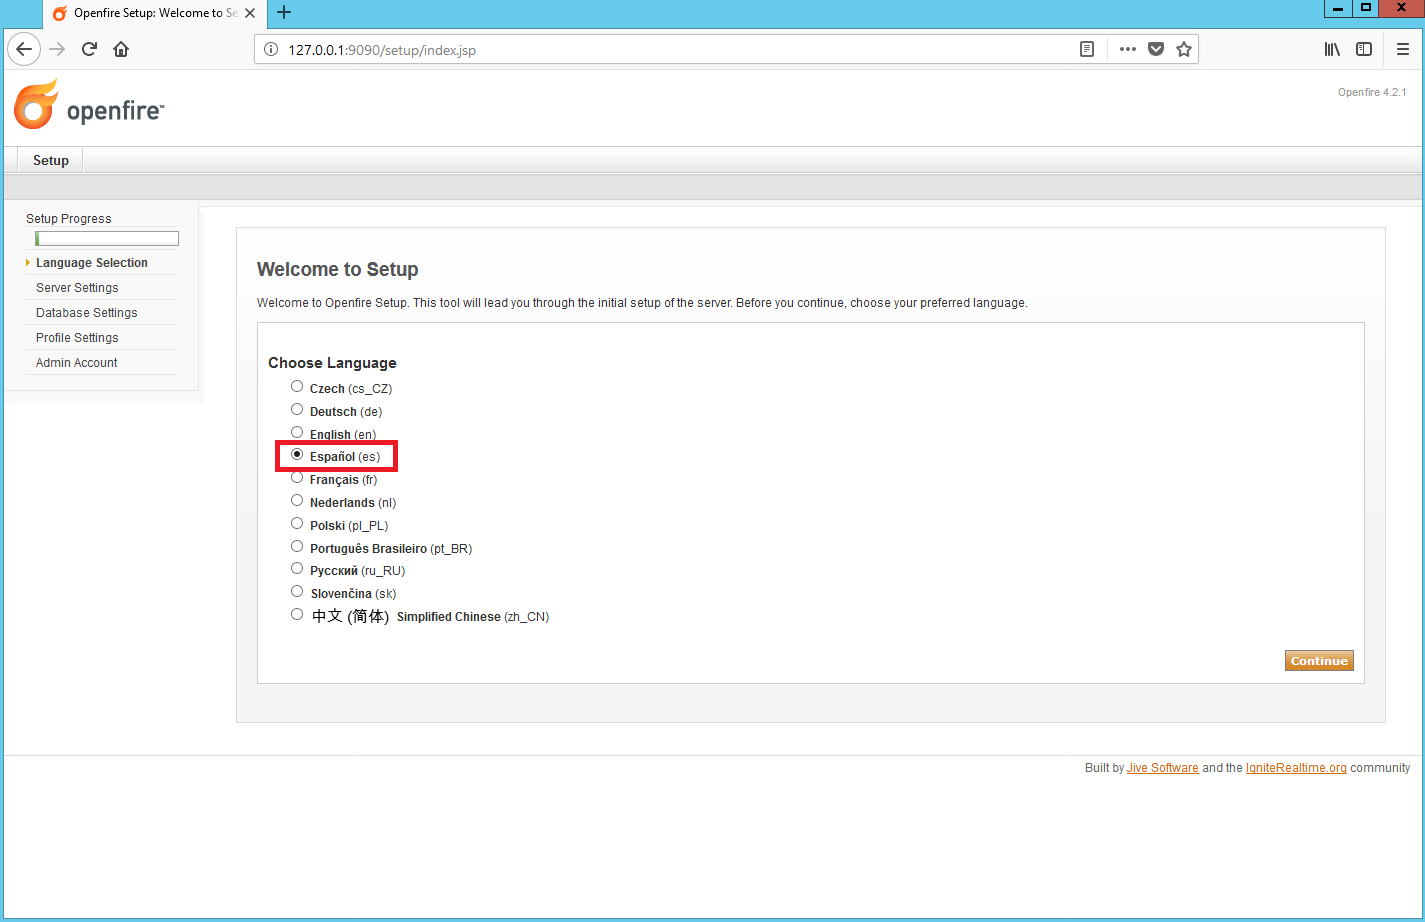 Openfire Setup: Welcome to Se
127.0.0.1:9090/setup/index.jsp
openfire™
Openfire 4.2.1
Setup
Setup Progress
Language Selection
Server Settings
Database Settings
Profile Settings
Admin Account
Welcome to Setup
Welcome to Openfire Setup. This tool will lead you through the initial setup of the server. Before you continue, choose your preferred language.
Choose Language
Czech (cs_CZ)
Deutsch (de)
English (en)
Español (es)
Français (fr)
Nederlands (nl)
Polski (pl_PL)
Português Brasileiro (pt_BR)
Русский (ru_RU)
Slovenčina (sk)
中文 (简体) Simplified Chinese (zh_CN)
Continue
Built by Jive Software and the IgniteRealtime.org community